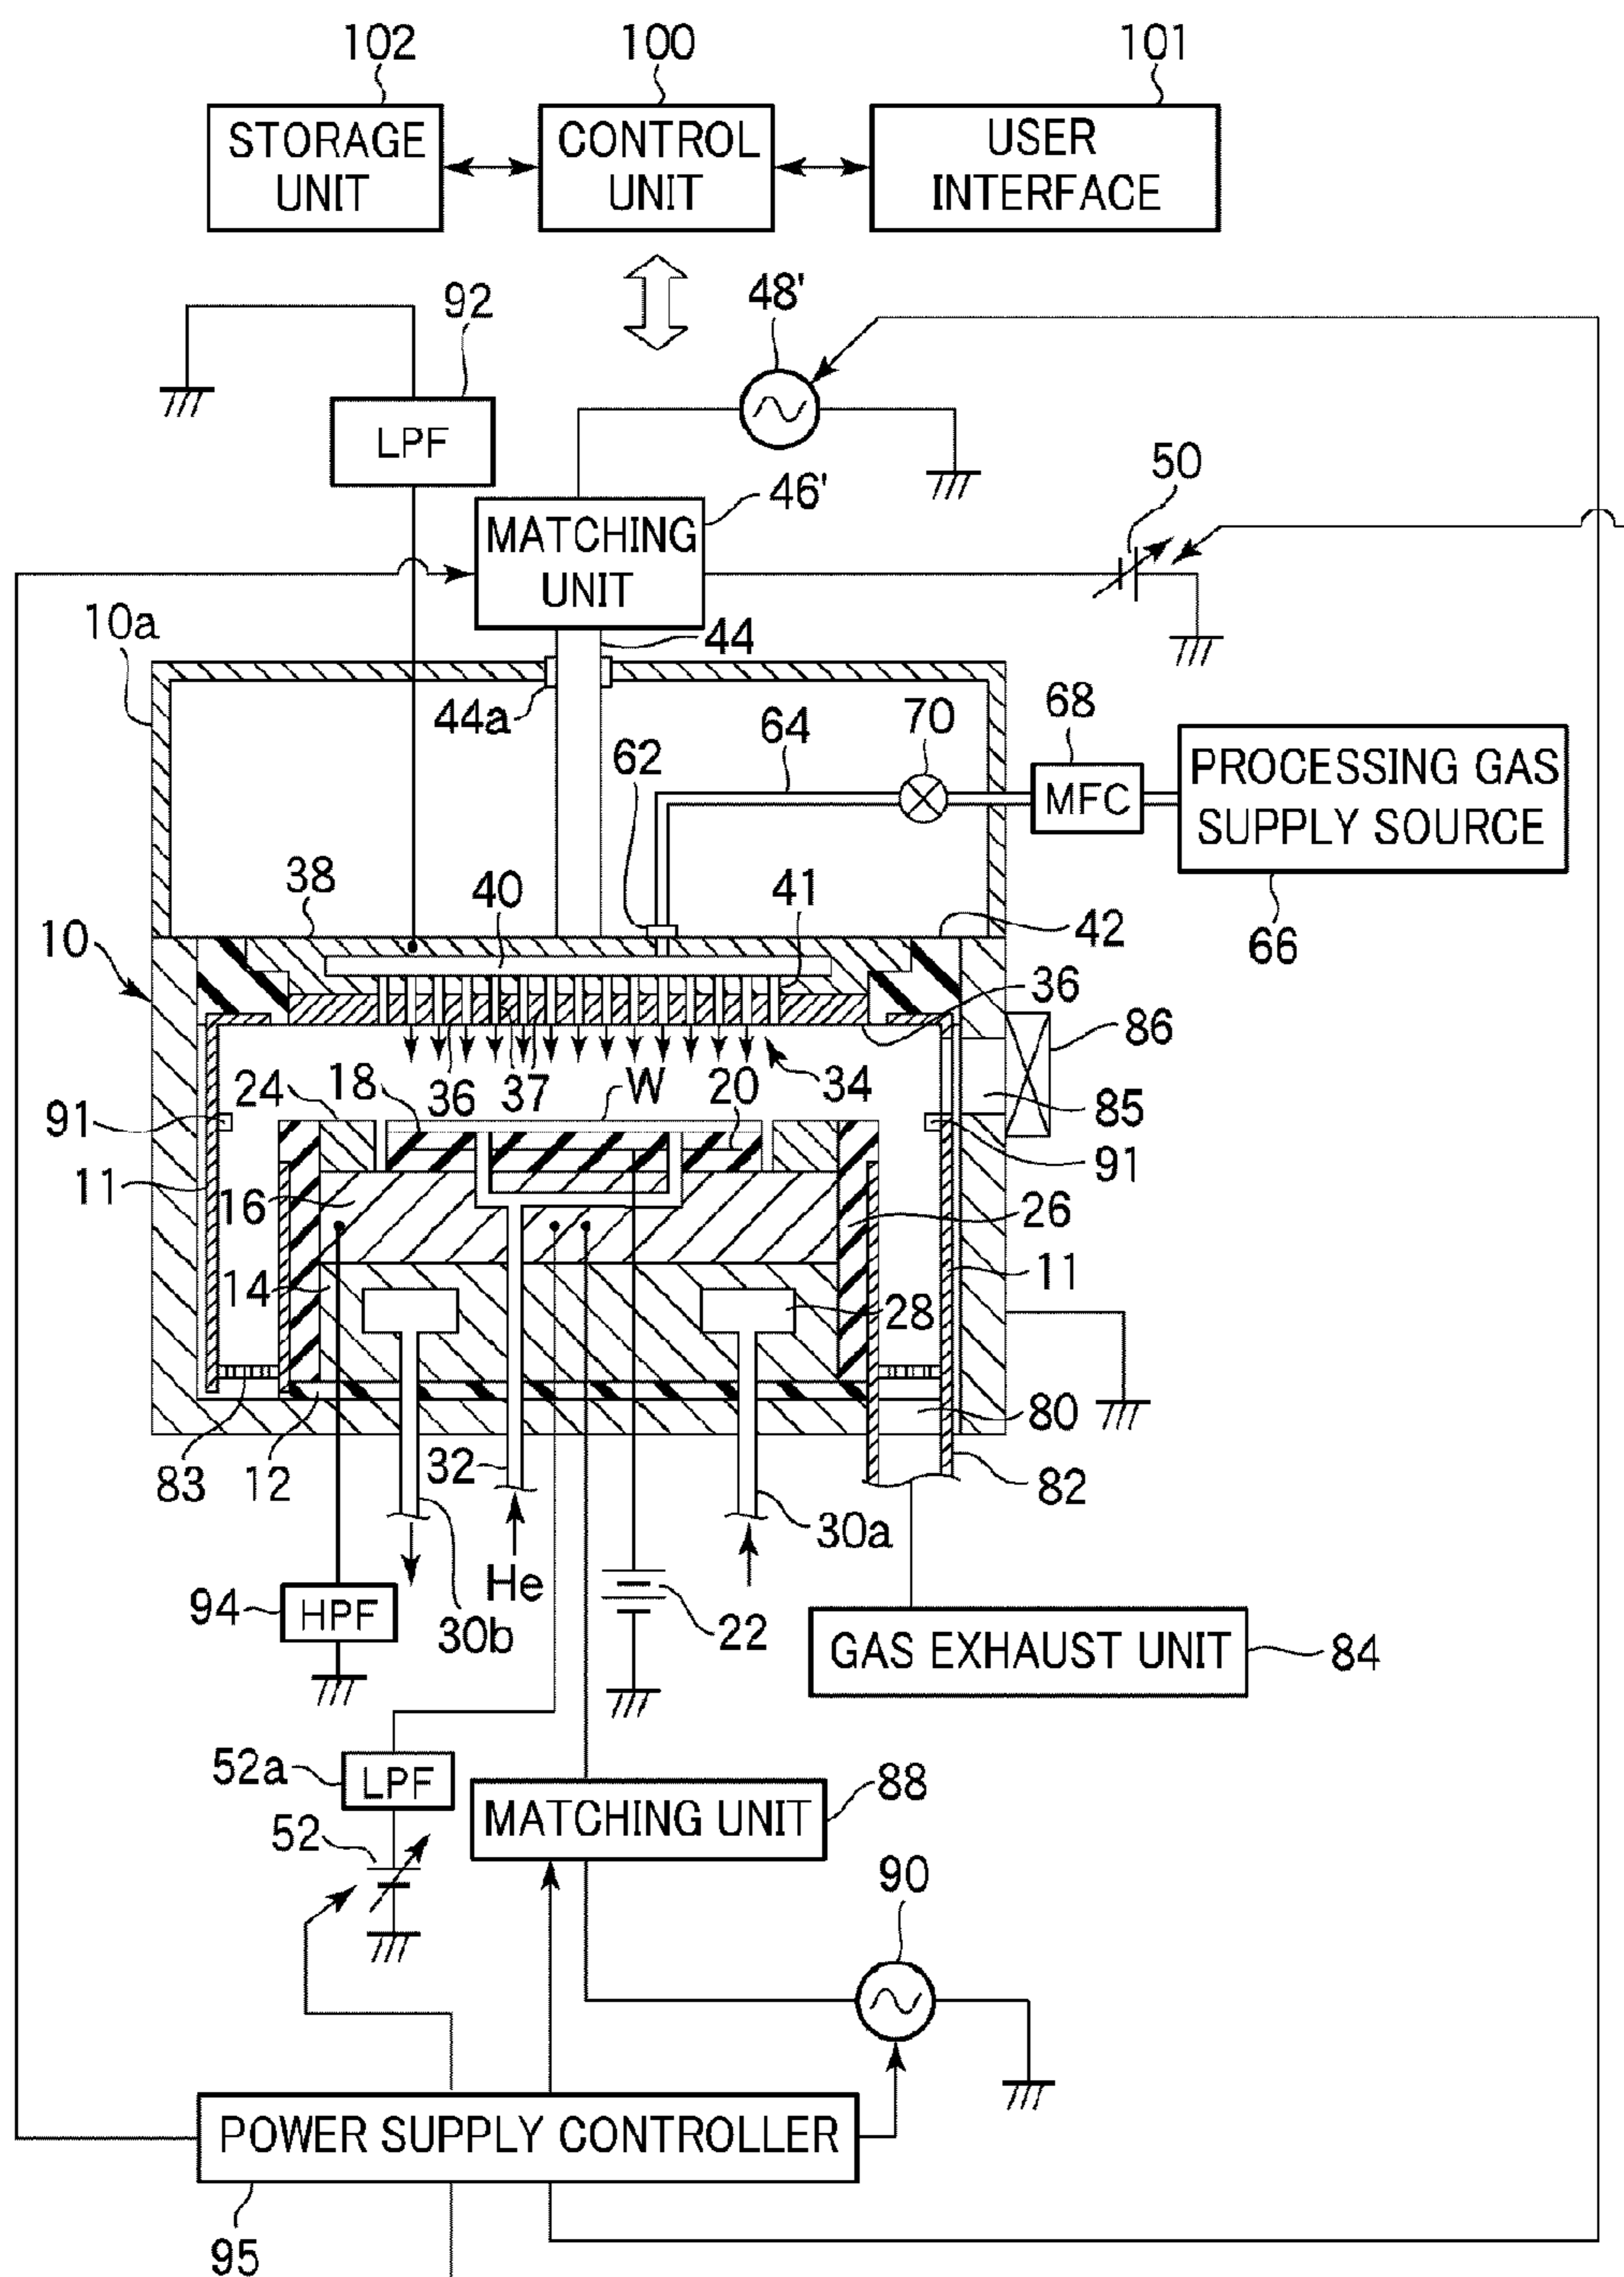 102
100
101
STORAGE
UNIT
CONTROL
UNIT
USER
INTERFACE
92
48'
LPF
50
46'
MATCHING
UNIT
10a
44
44a
62
64
70
68
PROCESSING GAS
SUPPLY SOURCE
MFC
66
38
40
41
42
10
36
86
24
18
36
37
W
20
34
85
91
91
11
16
26
14
28
11
80
83
12
32
82
30a
He
94
HPF
30b
22
GAS EXHAUST UNIT
84
52a
LPF
88
MATCHING UNIT
52
90
POWER SUPPLY CONTROLLER
95